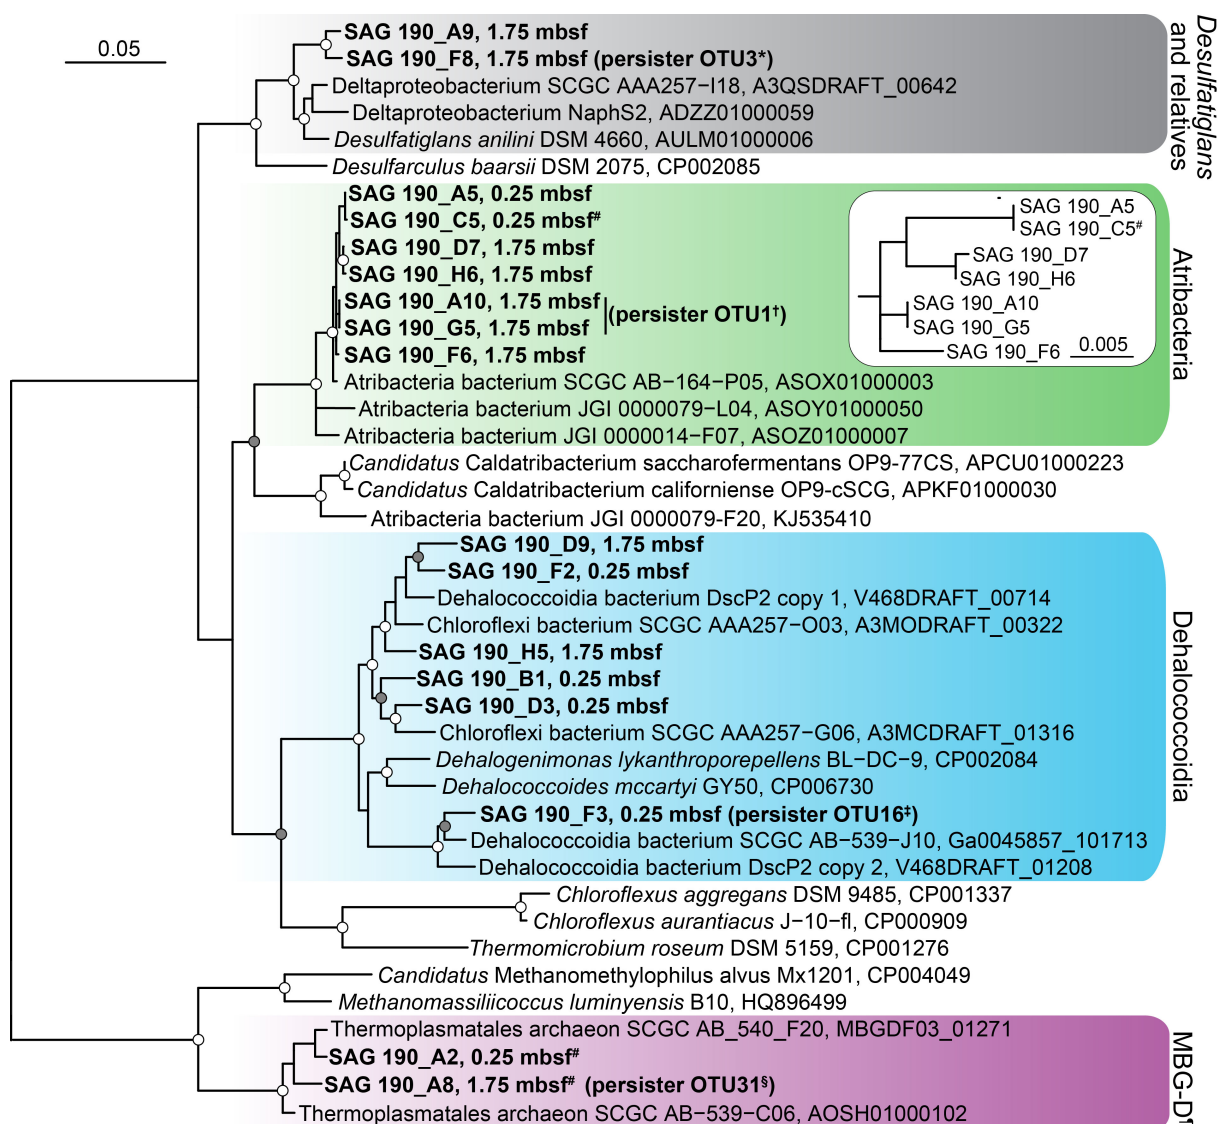 0.05
SAG 190_A9, 1.75 mbsf
SAG 190_F8, 1.75 mbsf (persister OTU3*)
Deltaproteobacterium SCGC AAA257−I18, A3QSDRAFT_00642
Deltaproteobacterium NaphS2, ADZZ01000059
Desulfatiglans anilini DSM 4660, AULM01000006
Desulfarculus baarsii DSM 2075, CP002085
Desulfatiglans
and relatives
SAG 190_A5, 0.25 mbsf
SAG 190_C5, 0.25 mbsf#
SAG 190_D7, 1.75 mbsf
SAG 190_H6, 1.75 mbsf
SAG 190_A10, 1.75 mbsf
SAG 190_G5, 1.75 mbsf
(persister OTU1†)
SAG 190_F6, 1.75 mbsf
Atribacteria bacterium SCGC AB−164−P05, ASOX01000003
Atribacteria bacterium JGI 0000079−L04, ASOY01000050
Atribacteria bacterium JGI 0000014−F07, ASOZ01000007
SAG 190_A5
SAG 190_C5#
SAG 190_D7
SAG 190_H6
SAG 190_A10
SAG 190_G5
SAG 190_F6
0.005
Atribacteria
Candidatus Caldatribacterium saccharofermentans OP9-77CS, APCU01000223
Candidatus Caldatribacterium californiense OP9-cSCG, APKF01000030
Atribacteria bacterium JGI 0000079-F20, KJ535410
SAG 190_D9, 1.75 mbsf
SAG 190_F2, 0.25 mbsf
Dehalococcoidia bacterium DscP2 copy 1, V468DRAFT_00714
Chloroflexi bacterium SCGC AAA257−O03, A3MODRAFT_00322
SAG 190_H5, 1.75 mbsf
SAG 190_B1, 0.25 mbsf
SAG 190_D3, 0.25 mbsf
Chloroflexi bacterium SCGC AAA257−G06, A3MCDRAFT_01316
Dehalogenimonas lykanthroporepellens BL−DC−9, CP002084
Dehalococcoides mccartyi GY50, CP006730
SAG 190_F3, 0.25 mbsf (persister OTU16‡)
Dehalococcoidia bacterium SCGC AB−539−J10, Ga0045857_101713
Dehalococcoidia bacterium DscP2 copy 2, V468DRAFT_01208
Dehalococcoidia
Chloroflexus aggregans DSM 9485, CP001337
Chloroflexus aurantiacus J−10−fl, CP000909
Thermomicrobium roseum DSM 5159, CP001276
Candidatus Methanomethylophilus alvus Mx1201, CP004049
Methanomassiliicoccus luminyensis B10, HQ896499
Thermoplasmatales archaeon SCGC AB_540_F20, MBGDF03_01271
SAG 190_A2, 0.25 mbsf#
SAG 190_A8, 1.75 mbsf# (persister OTU31§)
Thermoplasmatales archaeon SCGC AB−539−C06, AOSH01000102
MBG-D¶